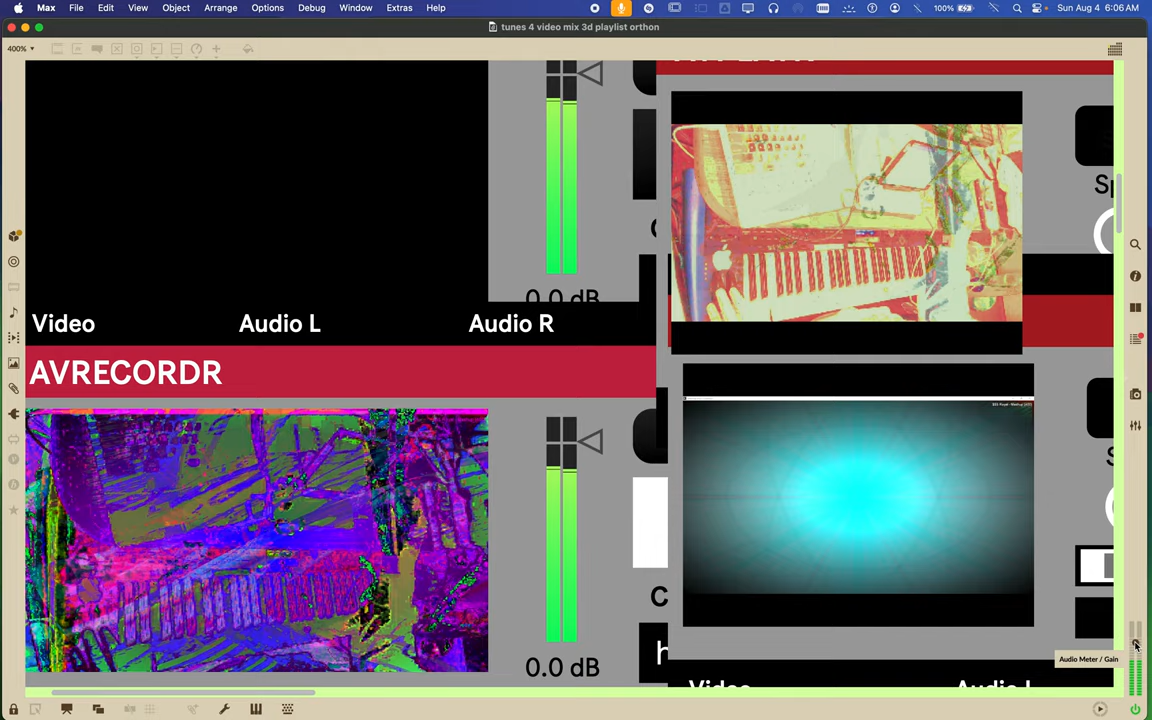 Max File Edit View Object Arrange Options Debug Window Extras Help 100% Sun Aug 4 6:06 AM
tunes 4 video mix 3d playlist orthon
400%
0.0 dB
Video Audio L Audio R
AVRECORDR
0.0 dB
Audio Meter / Gain
Video Audio L